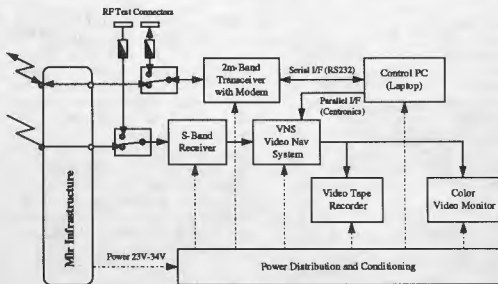 RF Test Connectors
2m-Band
Transceiver
with Modem
Serial I/F (RS232)
Control PC
(Laptop)
Parallel I/F
(Centronics)
S-Band
Receiver
VNS
Video Nav
System
Video Tape
Recorder
Color
Video Monitor
Mir Infrastructure
Power 23V-34V
Power Distribution and Conditioning